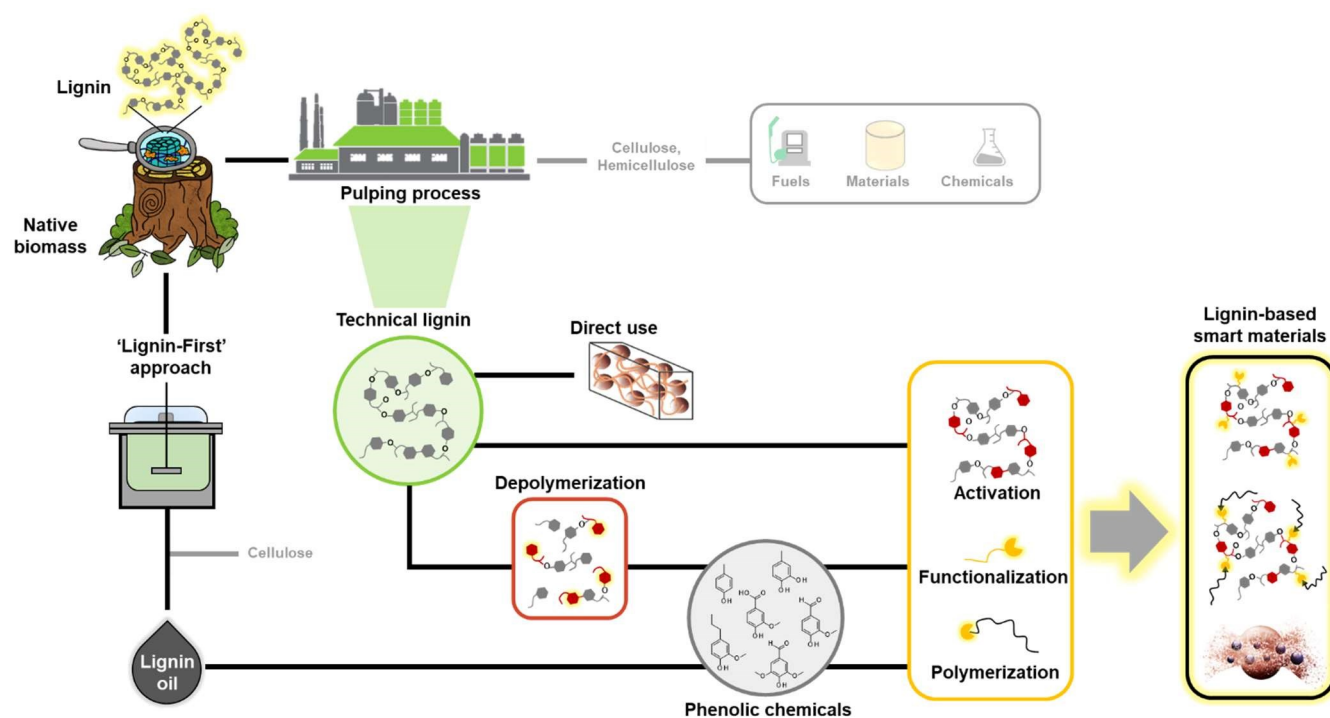 Lignin
Native
biomass
Pulping process
Cellulose,
Hemicellulose
Fuels
Materials
Chemicals
'Lignin-First'
approach
Cellulose
Lignin
oil
Technical lignin
Direct use
Depolymerization
Phenolic chemicals
Activation
Functionalization
Polymerization
Lignin-based
smart materials